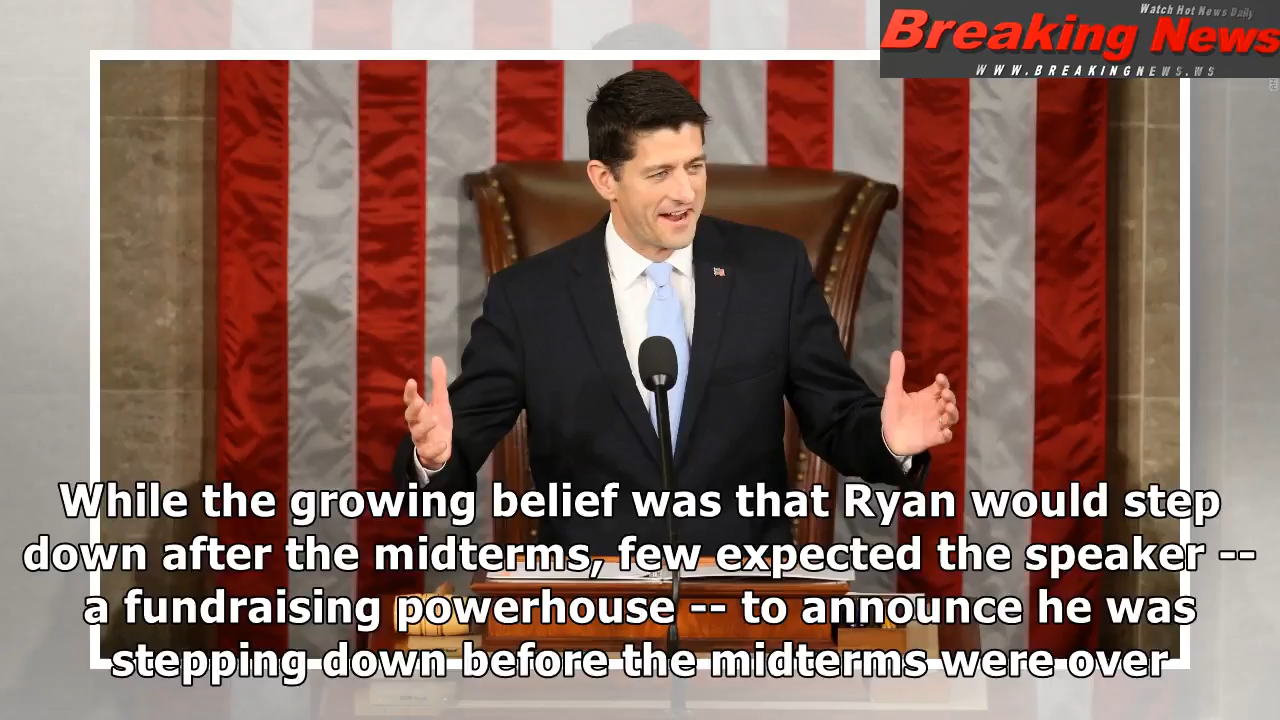 Watch Hot News Daily
Breaking News
WWW.BREAKINGNEWS.WS
While the growing belief was that Ryan would step
down after the midterms, few expected the speaker --
a fundraising powerhouse -- to announce he was
stepping down before the midterms were over